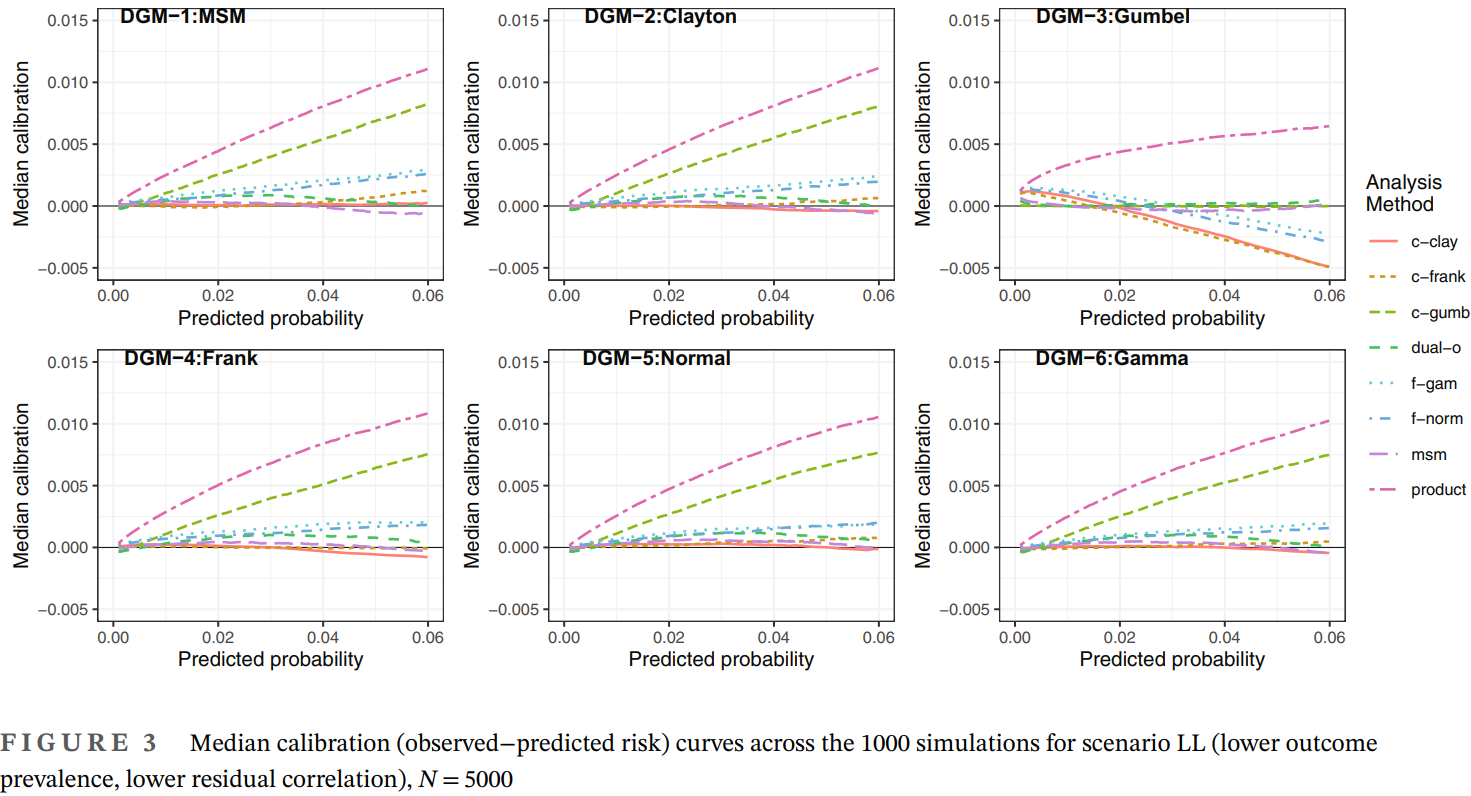 DGM−1:MSM
DGM−2:Clayton
DGM−3:Gumbel
0.015
0.010
0.005
0.000
−0.005
Median calibration
0.00 0.02 0.04 0.06
Predicted probability
0.015
0.010
0.005
0.000
−0.005
Median calibration
0.00 0.02 0.04 0.06
Predicted probability
0.015
0.010
0.005
0.000
−0.005
Median calibration
0.00 0.02 0.04 0.06
Predicted probability
DGM−4:Frank
DGM−5:Normal
DGM−6:Gamma
0.015
0.010
0.005
0.000
−0.005
Median calibration
0.00 0.02 0.04 0.06
Predicted probability
0.015
0.010
0.005
0.000
−0.005
Median calibration
0.00 0.02 0.04 0.06
Predicted probability
0.015
0.010
0.005
0.000
−0.005
Median calibration
0.00 0.02 0.04 0.06
Predicted probability
Analysis
Method
c−clay
c−frank
c−gumb
dual−o
f−gam
f−norm
msm
product
FIGURE 3 Median calibration (observed–predicted risk) curves across the 1000 simulations for scenario LL (lower outcome
prevalence, lower residual correlation), N = 5000